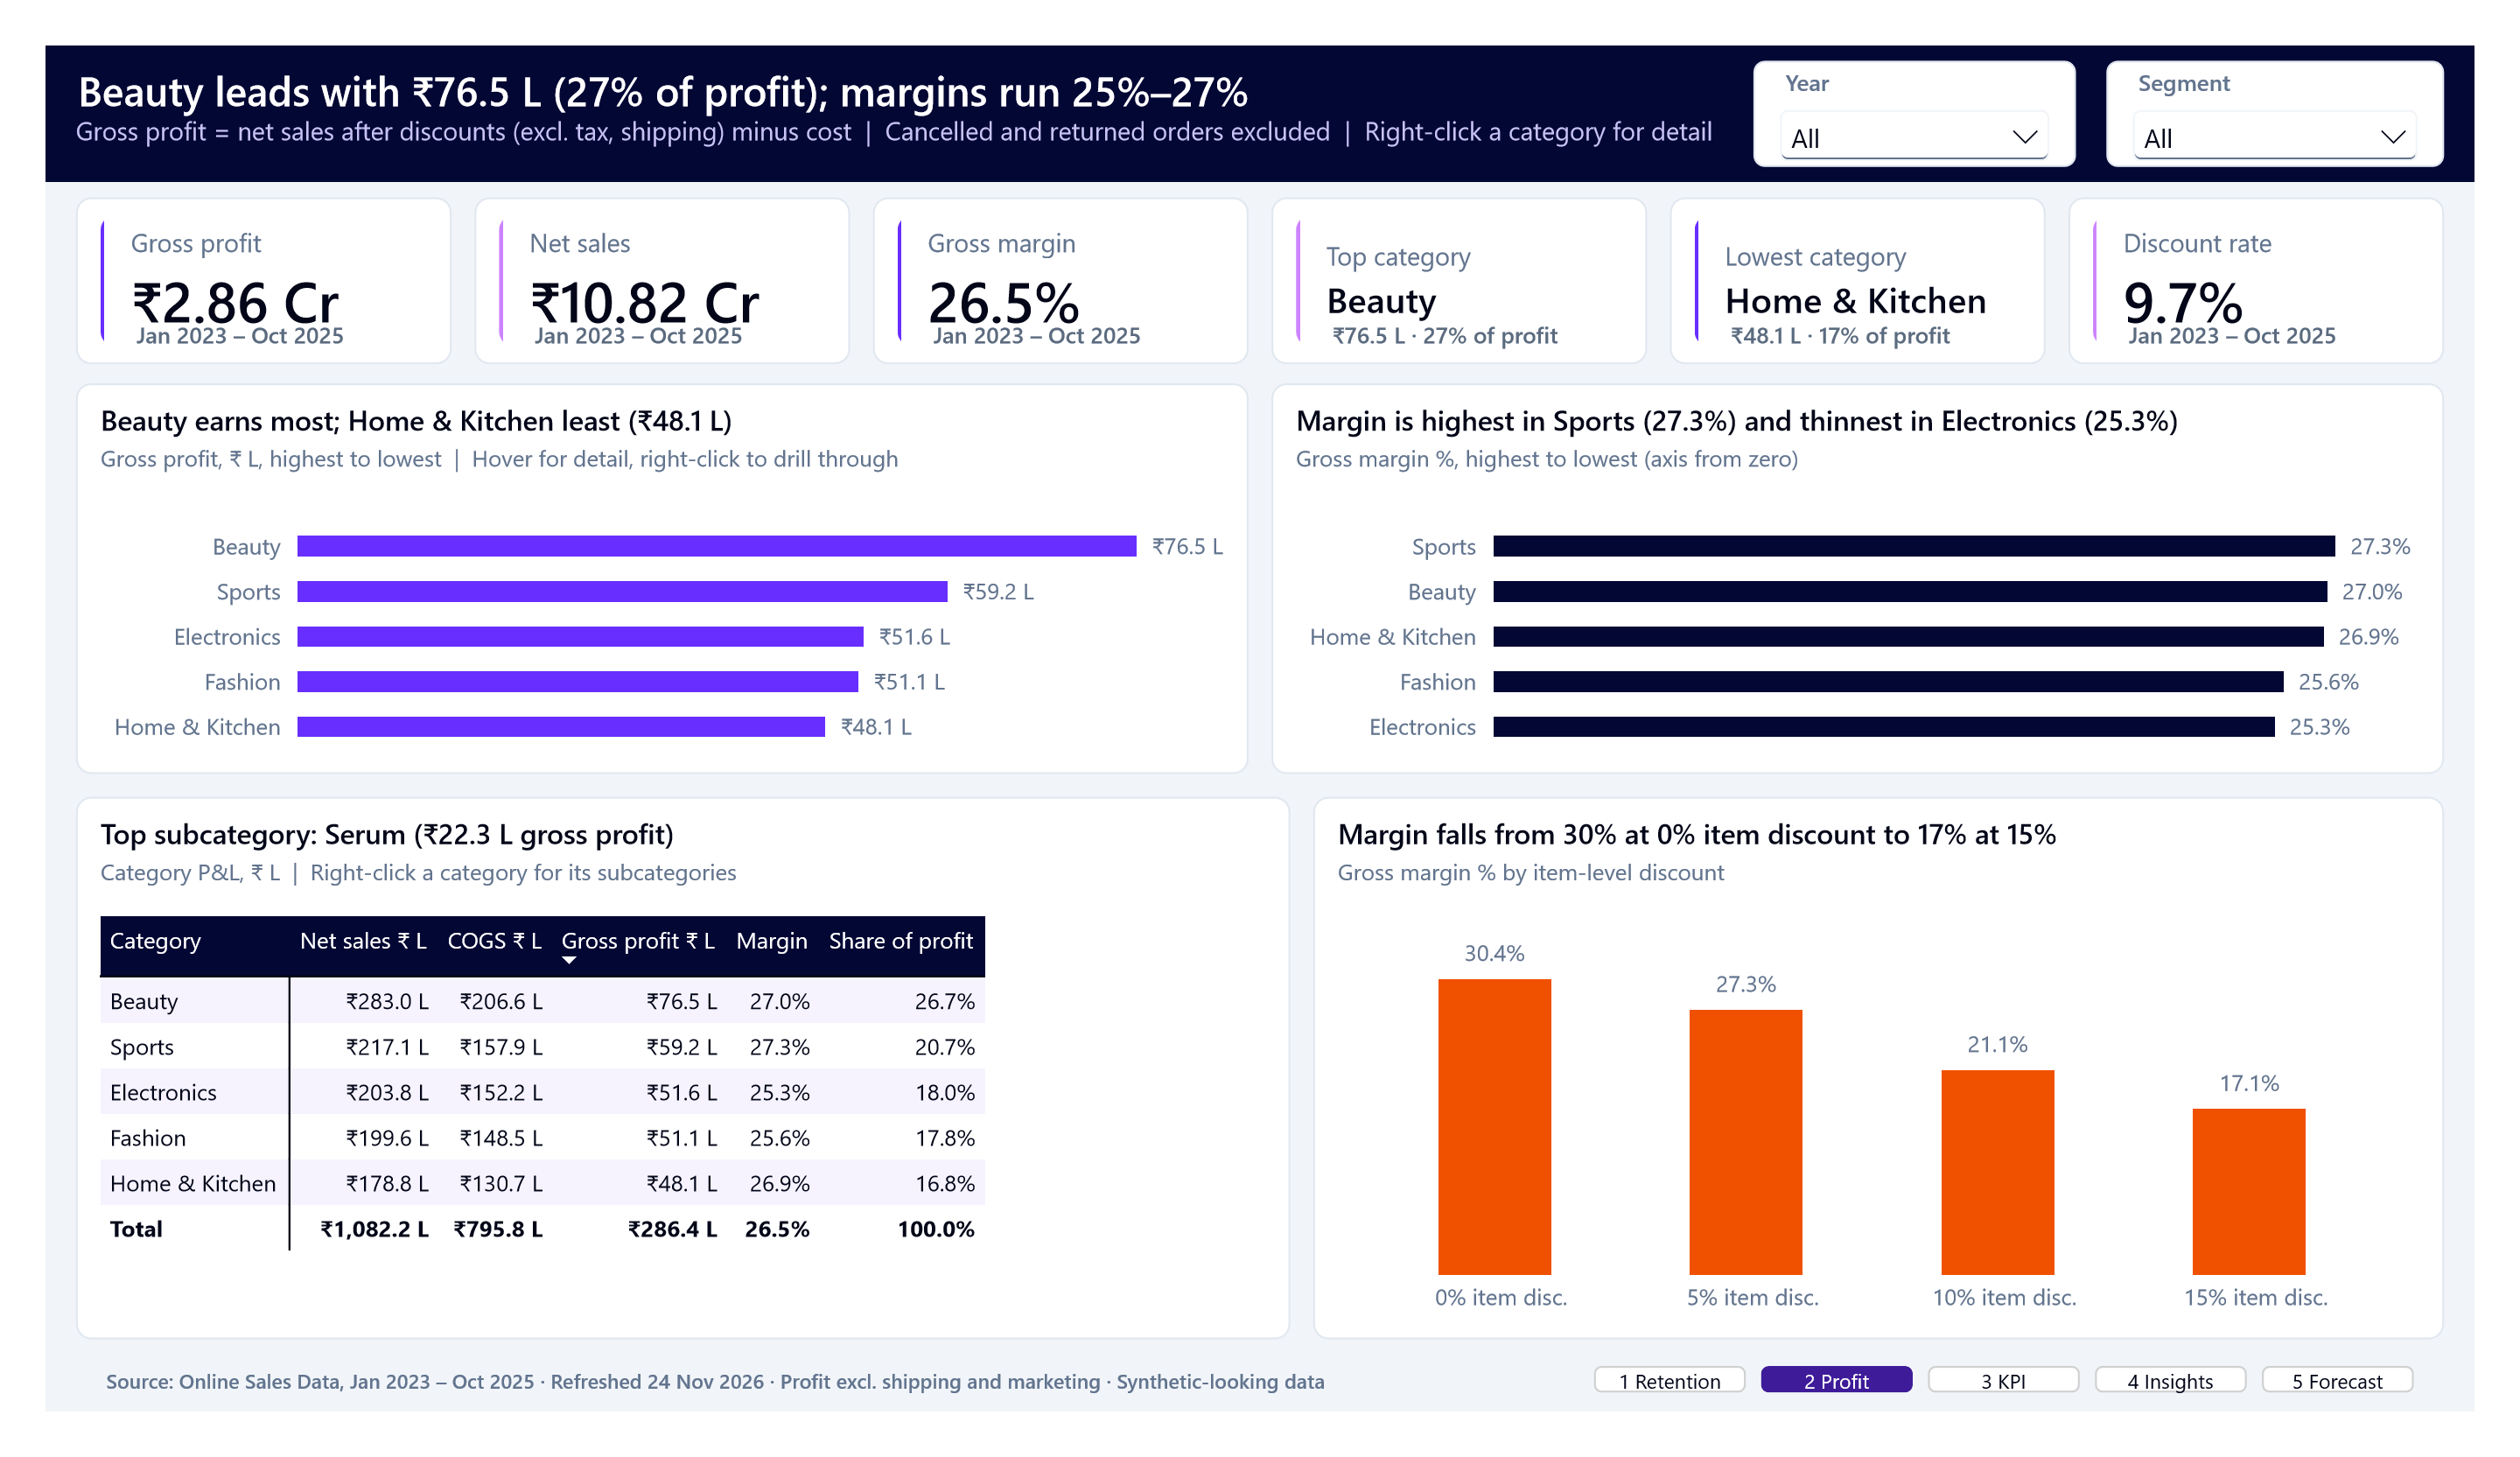 Beauty leads with ₹76.5 L (27% of profit); margins run 25%–27%
Gross profit = net sales after discounts (excl. tax, shipping) minus cost | Cancelled and returned orders excluded | Right-click a category for detail
Year
All
Segment
All
Gross profit
₹2.86 Cr
Jan 2023 – Oct 2025
Net sales
₹10.82 Cr
Jan 2023 – Oct 2025
Gross margin
26.5%
Jan 2023 – Oct 2025
Top category
Beauty
₹76.5 L · 27% of profit
Lowest category
Home & Kitchen
₹48.1 L · 17% of profit
Discount rate
9.7%
Jan 2023 – Oct 2025
Beauty earns most; Home & Kitchen least (₹48.1 L)
Gross profit, ₹ L, highest to lowest | Hover for detail, right-click to drill through
Beauty ₹76.5 L
Sports ₹59.2 L
Electronics ₹51.6 L
Fashion ₹51.1 L
Home & Kitchen ₹48.1 L
Margin is highest in Sports (27.3%) and thinnest in Electronics (25.3%)
Gross margin %, highest to lowest (axis from zero)
Sports 27.3%
Beauty 27.0%
Home & Kitchen 26.9%
Fashion 25.6%
Electronics 25.3%
Top subcategory: Serum (₹22.3 L gross profit)
Category P&L, ₹ L | Right-click a category for its subcategories
Category Net sales ₹ L COGS ₹ L Gross profit ₹ L Margin Share of profit
Beauty ₹283.0 L ₹206.6 L ₹76.5 L 27.0% 26.7%
Sports ₹217.1 L ₹157.9 L ₹59.2 L 27.3% 20.7%
Electronics ₹203.8 L ₹152.2 L ₹51.6 L 25.3% 18.0%
Fashion ₹199.6 L ₹148.5 L ₹51.1 L 25.6% 17.8%
Home & Kitchen ₹178.8 L ₹130.7 L ₹48.1 L 26.9% 16.8%
Total ₹1,082.2 L ₹795.8 L ₹286.4 L 26.5% 100.0%
Margin falls from 30% at 0% item discount to 17% at 15%
Gross margin % by item-level discount
30.4%
27.3%
21.1%
17.1%
0% item disc. 5% item disc. 10% item disc. 15% item disc.
Source: Online Sales Data, Jan 2023 – Oct 2025 · Refreshed 24 Nov 2026 · Profit excl. shipping and marketing · Synthetic-looking data
1 Retention 2 Profit 3 KPI 4 Insights 5 Forecast